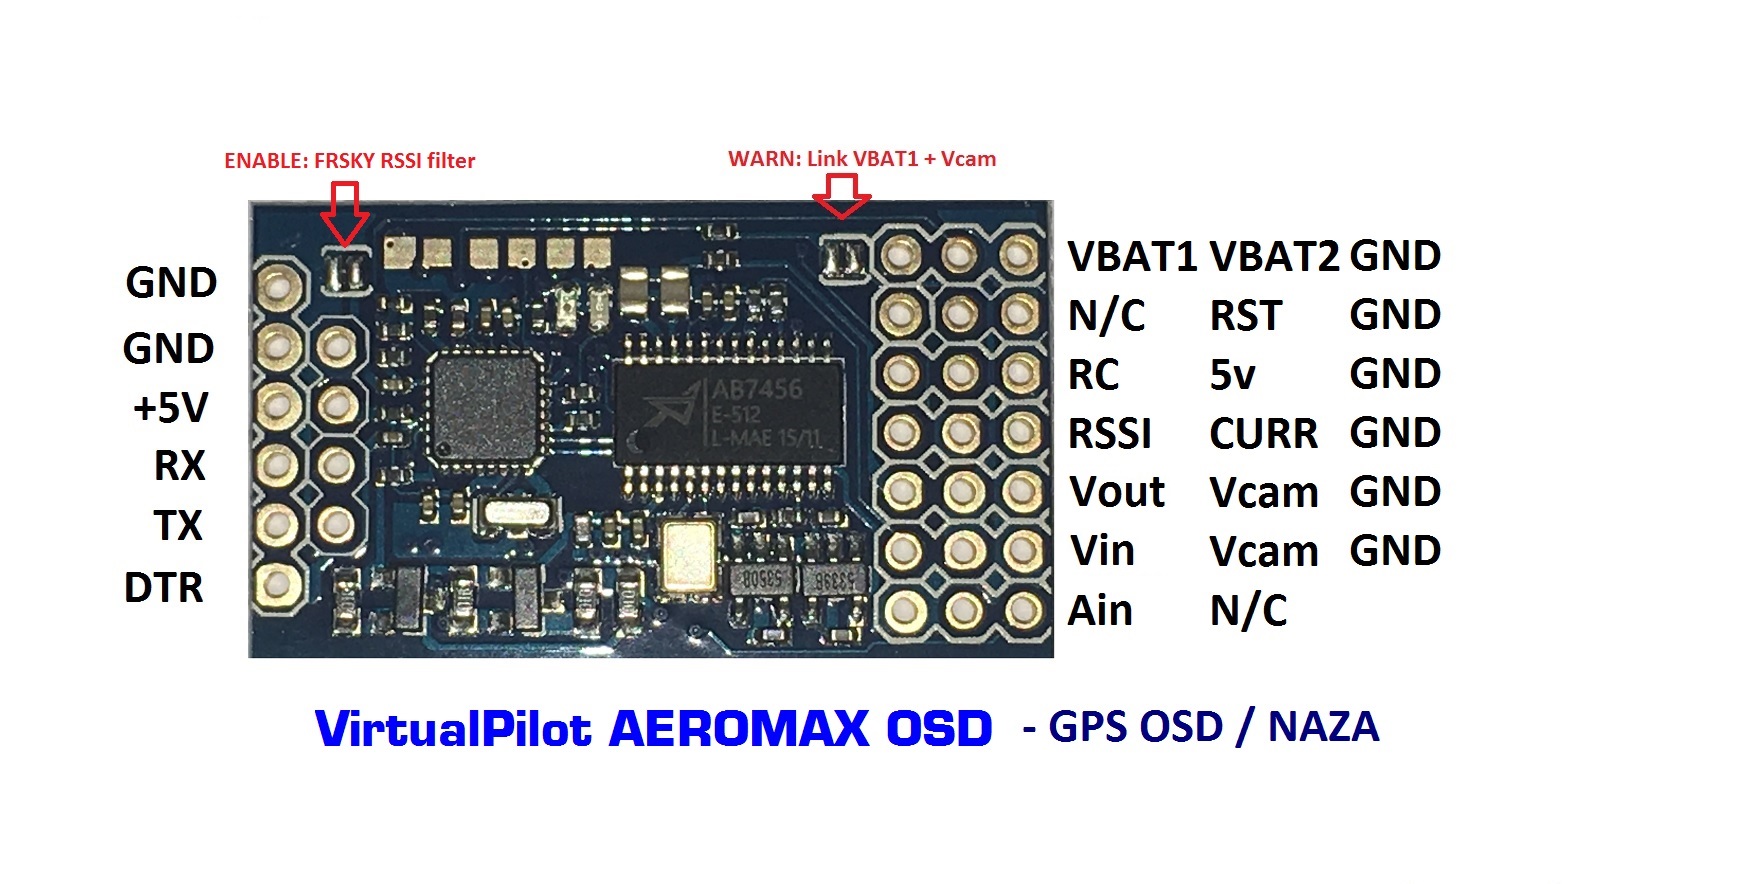 ENABLE: FRSKY RSSI filter
WARN: Link VBAT1 + Vcam
GND
GND
+5V
RX
TX
DTR
AB7456
E-512
L-MAE 15/11
5350B
5339B
VBAT1 VBAT2 GND
N/C RST GND
RC 5v GND
RSSI CURR GND
Vout Vcam GND
Vin Vcam GND
Ain N/C
VirtualPilot AEROMAX OSD - GPS OSD / NAZA